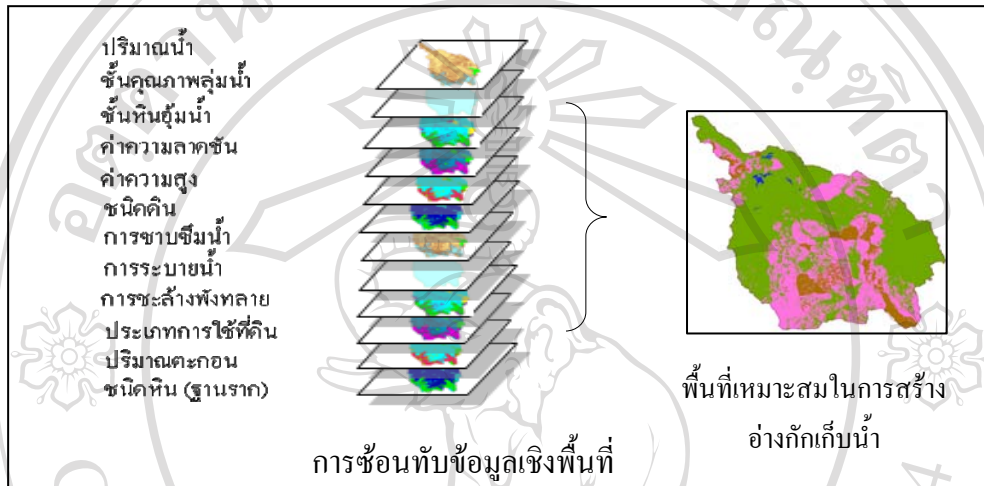 ปริมาณน้ำ
ชั้นคุณภาพลุ่มน้ำ
ชั้นหินอุ้มน้ำ
ค่าความลาดชัน
ค่าความสูง
ชนิดดิน
การซาบซึมน้ำ
การระบายน้ำ
การชะล้างพังทลาย
ประเภทการใช้ที่ดิน
ปริมาณตะกอน
ชนิดหิน (ฐานราก)
พื้นที่เหมาะสมในการสร้าง
อ่างกักเก็บน้ำ
การซ้อนทับข้อมูลเชิงพื้นที่